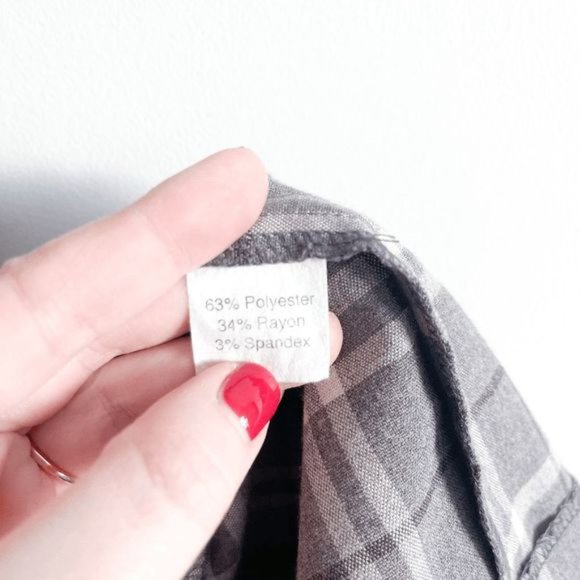 63% Polyester
34% Rayon
3% Spandex